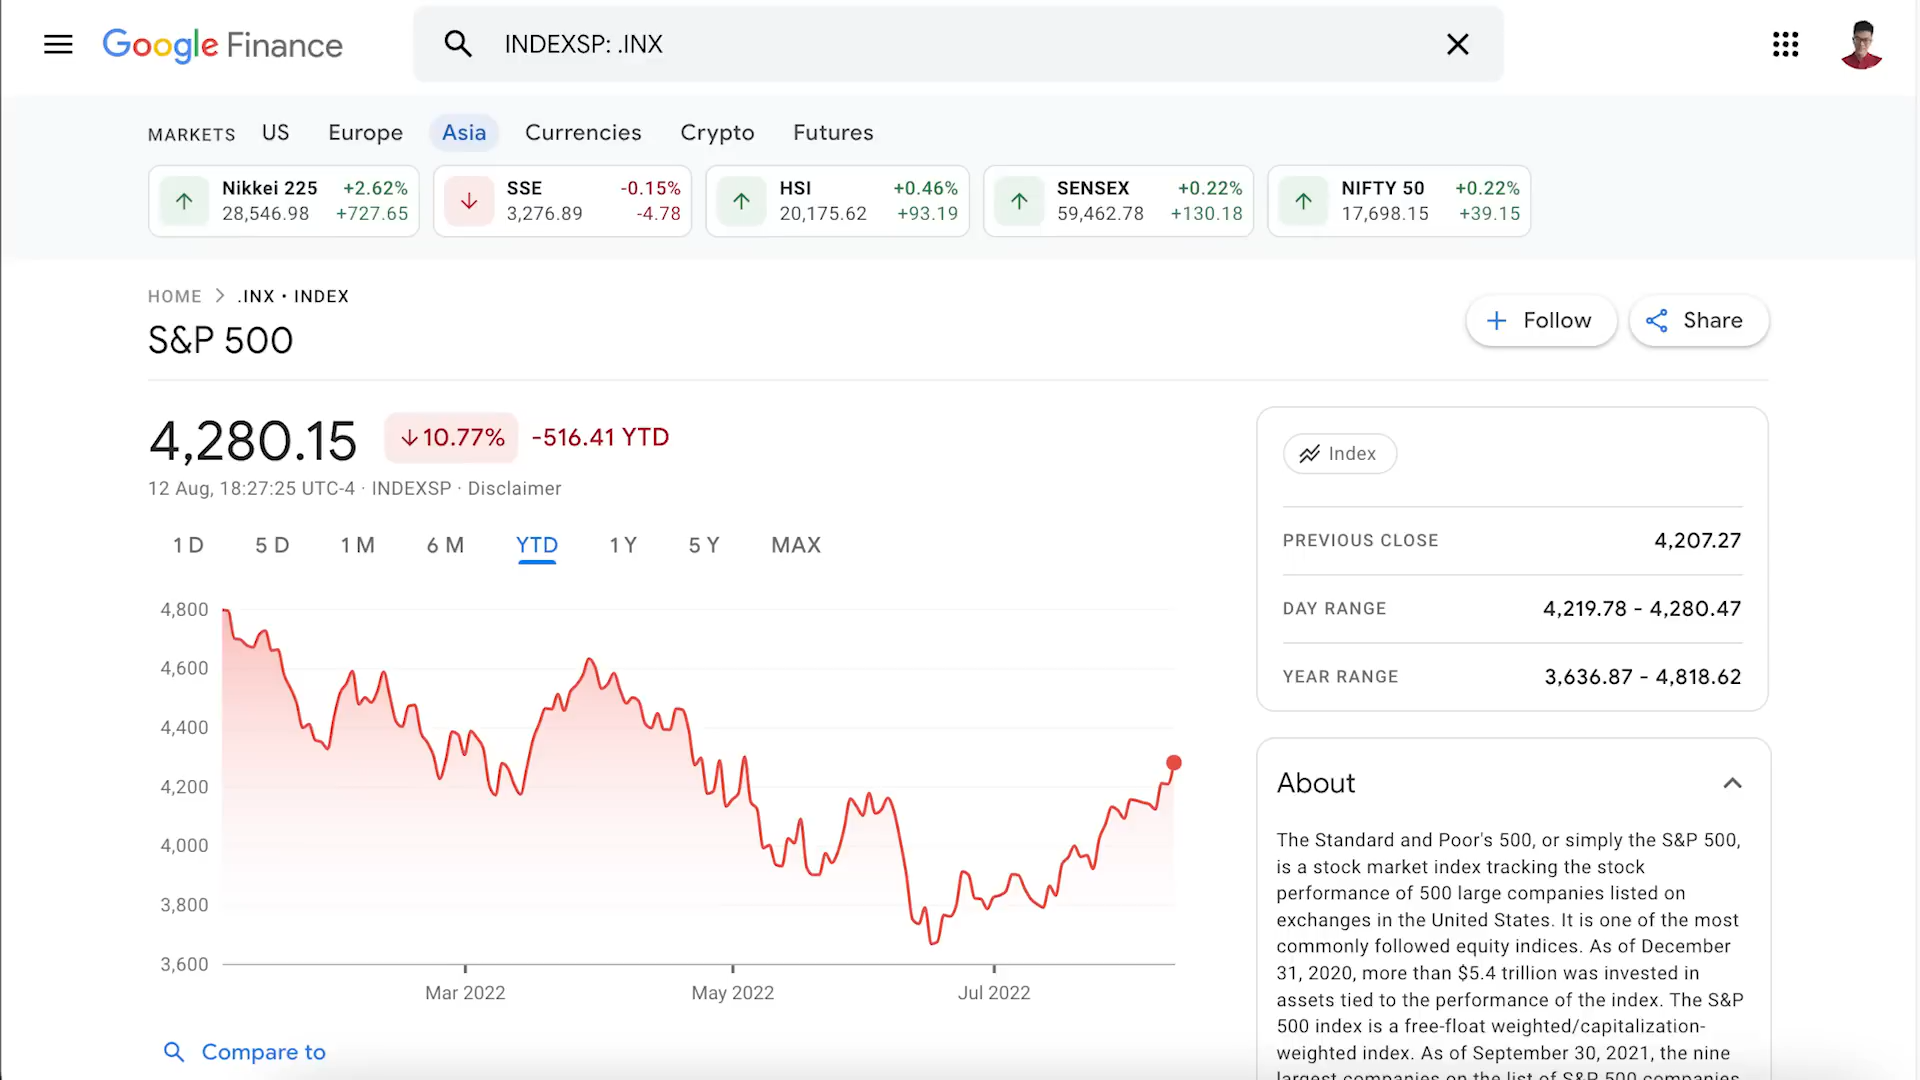 Google Finance
INDEXSP: .INX
MARKETS US Europe Asia Currencies Crypto Futures
Nikkei 225 +2.62%
28,546.98 +727.65
SSE -0.15%
3,276.89 -4.78
HSI +0.46%
20,175.62 +93.19
SENSEX +0.22%
59,462.78 +130.18
NIFTY 50 +0.22%
17,698.15 +39.15
HOME > .INX • INDEX
S&P 500
Follow
Share
4,280.15 ↓10.77% -516.41 YTD
12 Aug, 18:27:25 UTC-4 · INDEXSP · Disclaimer
1 D 5 D 1 M 6 M YTD 1 Y 5 Y MAX
4,800
4,600
4,400
4,200
4,000
3,800
3,600
Mar 2022 May 2022 Jul 2022
Compare to
Index
PREVIOUS CLOSE 4,207.27
DAY RANGE 4,219.78 - 4,280.47
YEAR RANGE 3,636.87 - 4,818.62
About
The Standard and Poor's 500, or simply the S&P 500,
is a stock market index tracking the stock
performance of 500 large companies listed on
exchanges in the United States. It is one of the most
commonly followed equity indices. As of December
31, 2020, more than $5.4 trillion was invested in
assets tied to the performance of the index. The S&P
500 index is a free-float weighted/capitalization-
weighted index. As of September 30, 2021, the nine
largest companies on the list of S&P 500 companies